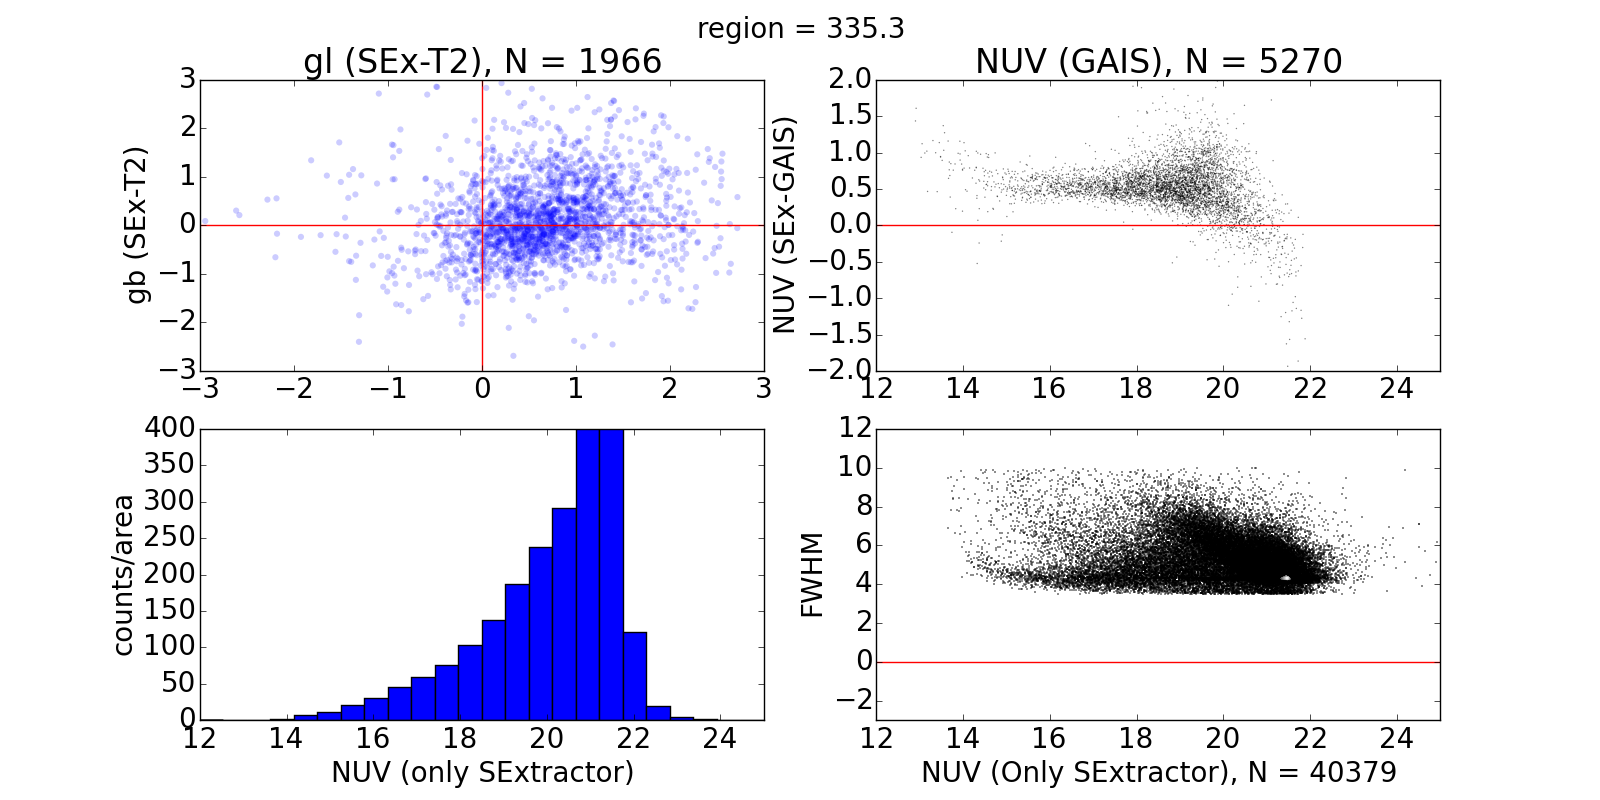 region = 335.3
gl (SEx-T2), N = 1966
NUV (GAIS), N = 5270
3
2
1
0
−1
−2
−3
gb (SEx-T2)
−3 −2 −1 0 1 2 3
2.0
1.5
1.0
0.5
0.0
−0.5
−1.0
−1.5
−2.0
NUV (SEx-GAIS)
12 14 16 18 20 22 24
400
350
300
250
200
150
100
50
0
counts/area
12 14 16 18 20 22 24
NUV (only SExtractor)
12
10
8
6
4
2
0
−2
FWHM
12 14 16 18 20 22 24
NUV (Only SExtractor), N = 40379